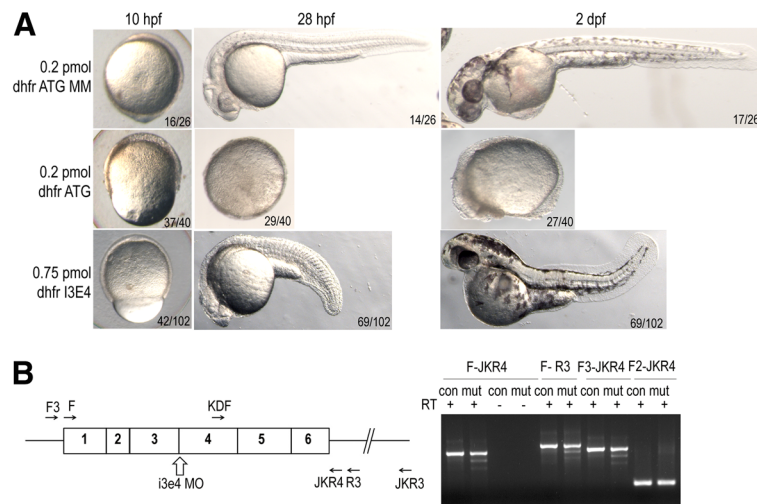 A
10 hpf 28 hpf 2 dpf
0.2 pmol
dhfr ATG MM
16/26 14/26 17/26
0.2 pmol
dhfr ATG
37/40 29/40 27/40
0.75 pmol
dhfr I3E4
42/102 69/102 69/102
B
F3 F KDF
1 2 3 4 5 6
i3e4 MO
JKR4 R3 JKR3
F-JKR4 F- R3 F3-JKR4 F2-JKR4
con mut con mut con mut con mut con mut
RT + + - - + + + + + +